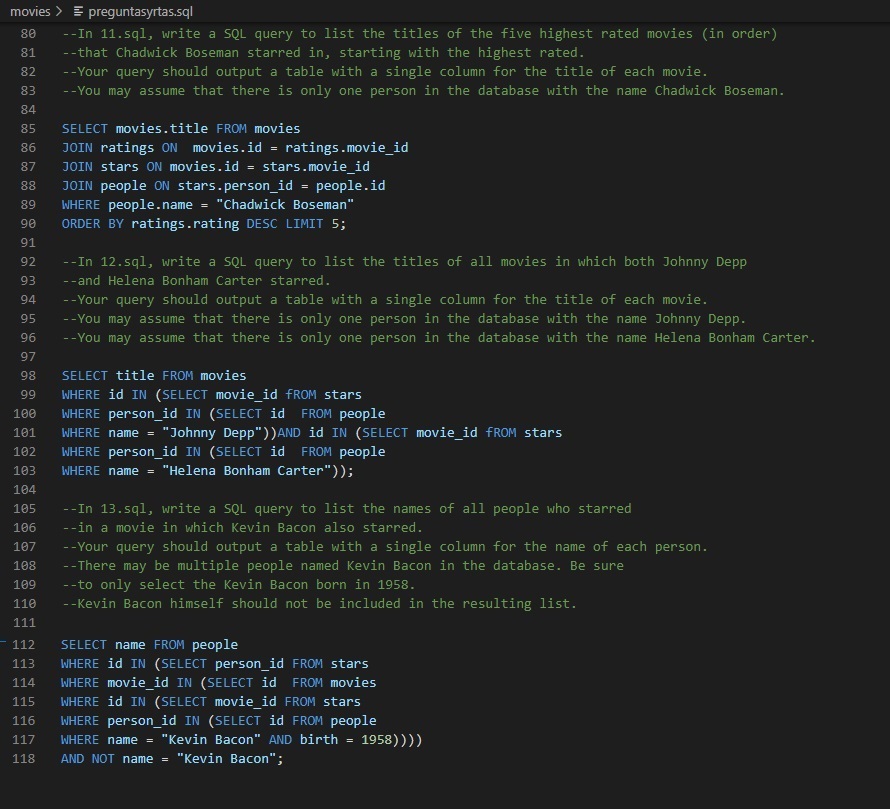 movies > preguntasyrtas.sql
80 --In 11.sql, write a SQL query to list the titles of the five highest rated movies (in order)
81 --that Chadwick Boseman starred in, starting with the highest rated.
82 --Your query should output a table with a single column for the title of each movie.
83 --You may assume that there is only one person in the database with the name Chadwick Boseman.
84
85 SELECT movies.title FROM movies
86 JOIN ratings ON  movies.id = ratings.movie_id
87 JOIN stars ON movies.id = stars.movie_id
88 JOIN people ON stars.person_id = people.id
89 WHERE people.name = "Chadwick Boseman"
90 ORDER BY ratings.rating DESC LIMIT 5;
91
92 --In 12.sql, write a SQL query to list the titles of all movies in which both Johnny Depp
93 --and Helena Bonham Carter starred.
94 --Your query should output a table with a single column for the title of each movie.
95 --You may assume that there is only one person in the database with the name Johnny Depp.
96 --You may assume that there is only one person in the database with the name Helena Bonham Carter.
97
98 SELECT title FROM movies
99 WHERE id IN (SELECT movie_id fROM stars
100 WHERE person_id IN (SELECT id  FROM people
101 WHERE name = "Johnny Depp"))AND id IN (SELECT movie_id fROM stars
102 WHERE person_id IN (SELECT id  FROM people
103 WHERE name = "Helena Bonham Carter"));
104
105 --In 13.sql, write a SQL query to list the names of all people who starred
106 --in a movie in which Kevin Bacon also starred.
107 --Your query should output a table with a single column for the name of each person.
108 --There may be multiple people named Kevin Bacon in the database. Be sure
109 --to only select the Kevin Bacon born in 1958.
110 --Kevin Bacon himself should not be included in the resulting list.
111
112 SELECT name FROM people
113 WHERE id IN (SELECT person_id FROM stars
114 WHERE movie_id IN (SELECT id  FROM movies
115 WHERE id IN (SELECT movie_id FROM stars
116 WHERE person_id IN (SELECT id FROM people
117 WHERE name = "Kevin Bacon" AND birth = 1958))))
118 AND NOT name = "Kevin Bacon";